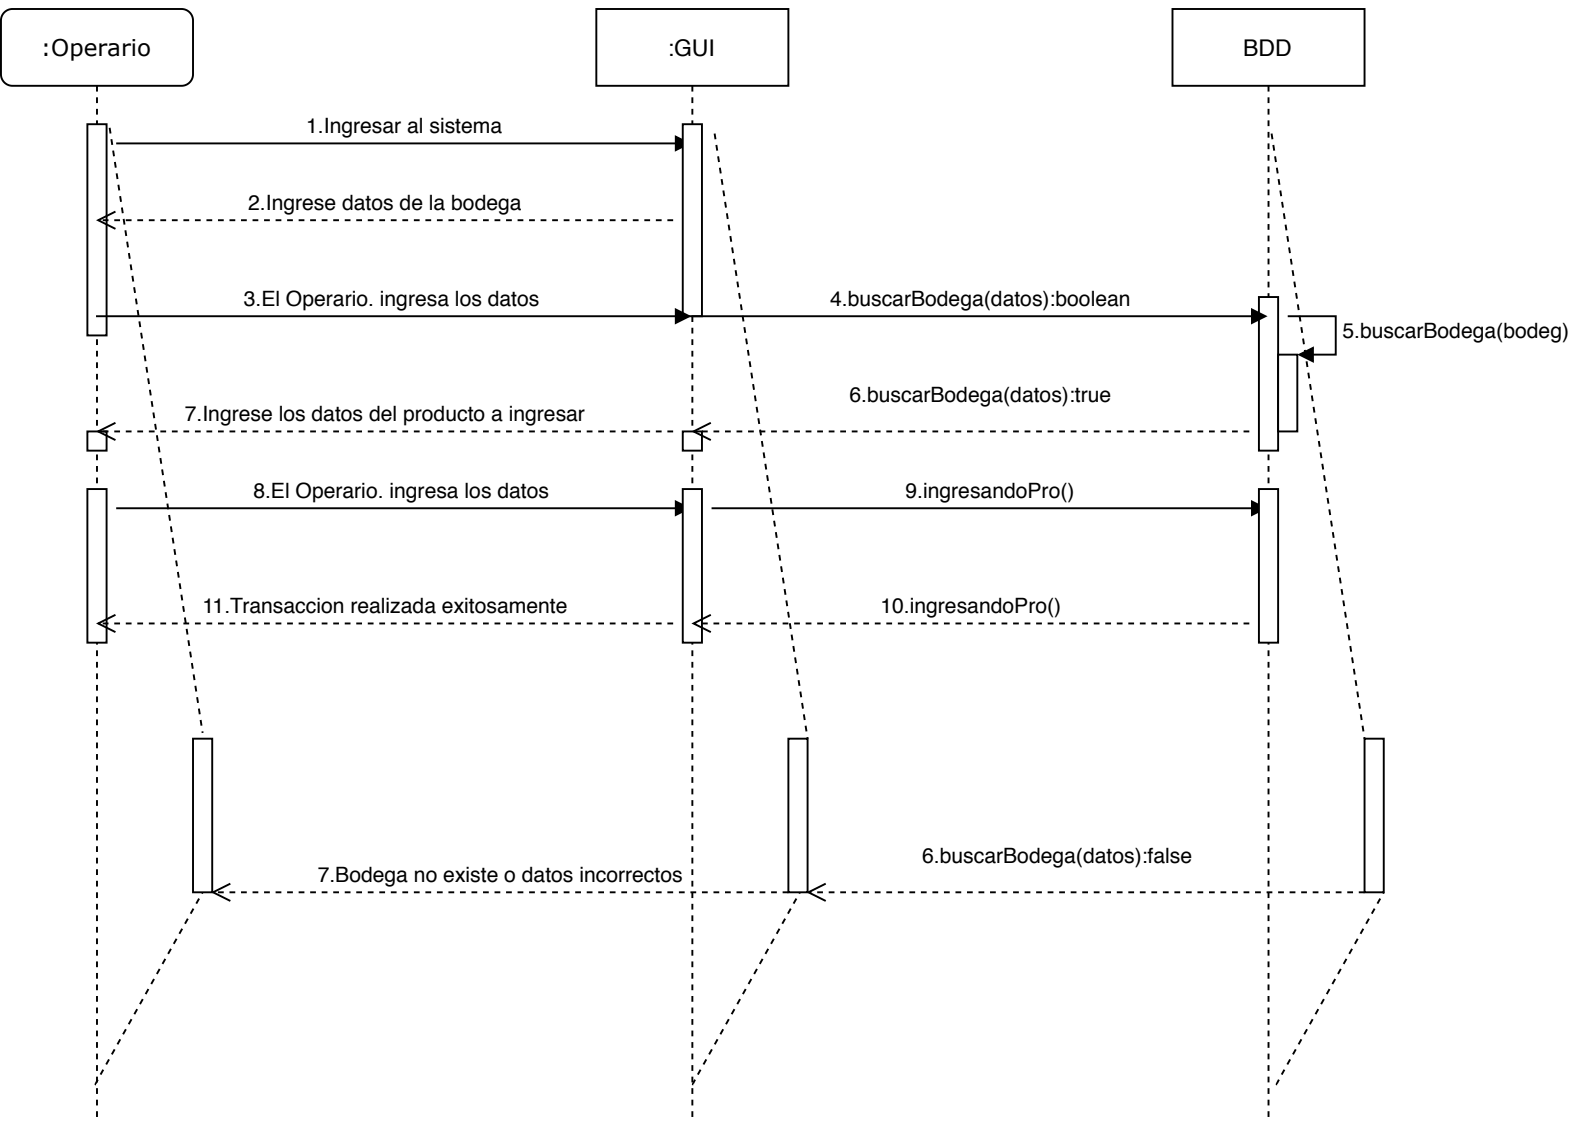 :Operario
:GUI
BDD
1.Ingresar al sistema
2.Ingrese datos de la bodega
3.El Operario. ingresa los datos
4.buscarBodega(datos):boolean
5.buscarBodega(bodeg)
6.buscarBodega(datos):true
7.Ingrese los datos del producto a ingresar
8.El Operario. ingresa los datos
9.ingresandoPro()
11.Transaccion realizada exitosamente
10.ingresandoPro()
6.buscarBodega(datos):false
7.Bodega no existe o datos incorrectos